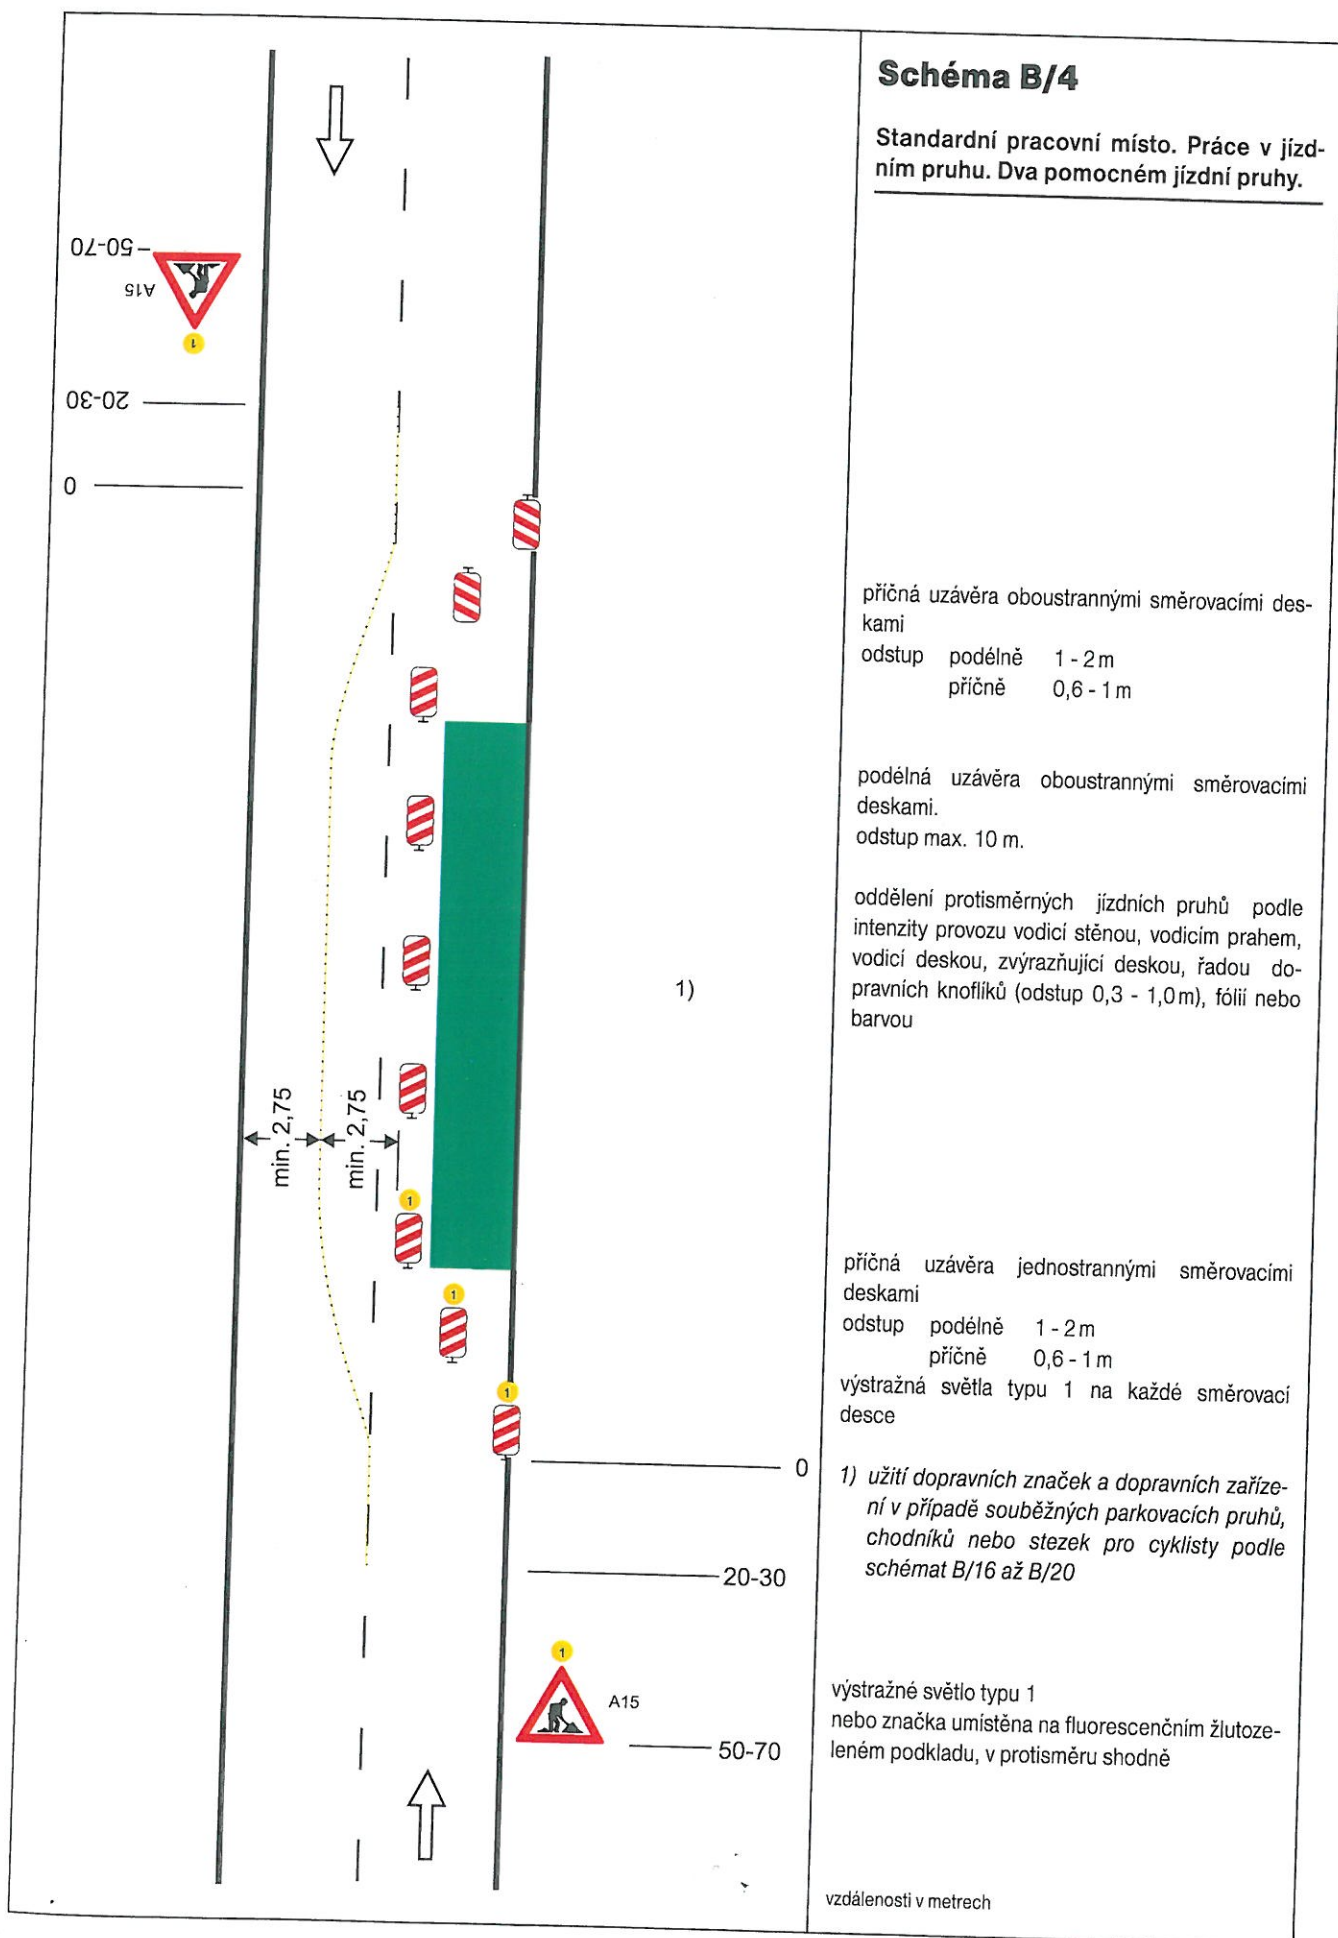 Schéma B/4
Standardní pracovní místo. Práce v jízd-
ním pruhu. Dva pomocném jízdní pruhy.
50-70
A15
1
20-30
0
příčná uzávěra oboustrannými směrovacími des-
kami
odstup podélně 1 - 2 m
příčně 0,6 - 1 m
podélná uzávěra oboustrannými směrovacími
deskami.
odstup max. 10 m.
oddělení protisměrných jízdních pruhů podle
intenzity provozu vodicí stěnou, vodicím prahem,
vodicí deskou, zvýrazňující deskou, řadou do-
pravních knoflíků (odstup 0,3 - 1,0 m), fólií nebo
barvou
1)
min. 2,75
min. 2,75
1
1
1
příčná uzávěra jednostrannými směrovacími
deskami
odstup podélně 1 - 2 m
příčně 0,6 - 1 m
výstražná světla typu 1 na každé směrovací
desce
0
1) užití dopravních značek a dopravních zaříze-
ní v případě souběžných parkovacích pruhů,
chodníků nebo stezek pro cyklisty podle
schémat B/16 až B/20
20-30
1
A15
50-70
výstražné světlo typu 1
nebo značka umístěna na fluorescenčním žlutoze-
leném podkladu, v protisměru shodně
vzdálenosti v metrech